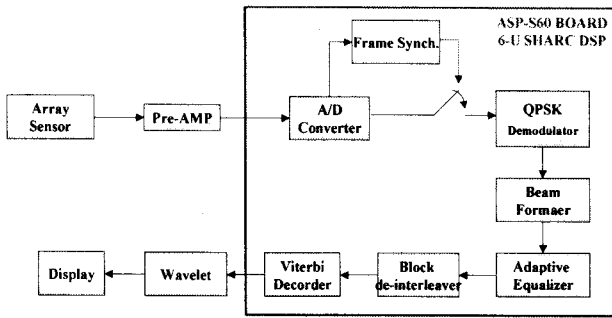 ASP-S60 BOARD
6-U SHARC DSP
Frame Synch.
Array
Sensor
Pre-AMP
A/D
Converter
QPSK
Demodulator
Beam
Formaer
Display
Wavelet
Viterbi
Decorder
Block
de-interleaver
Adaptive
Equalizer